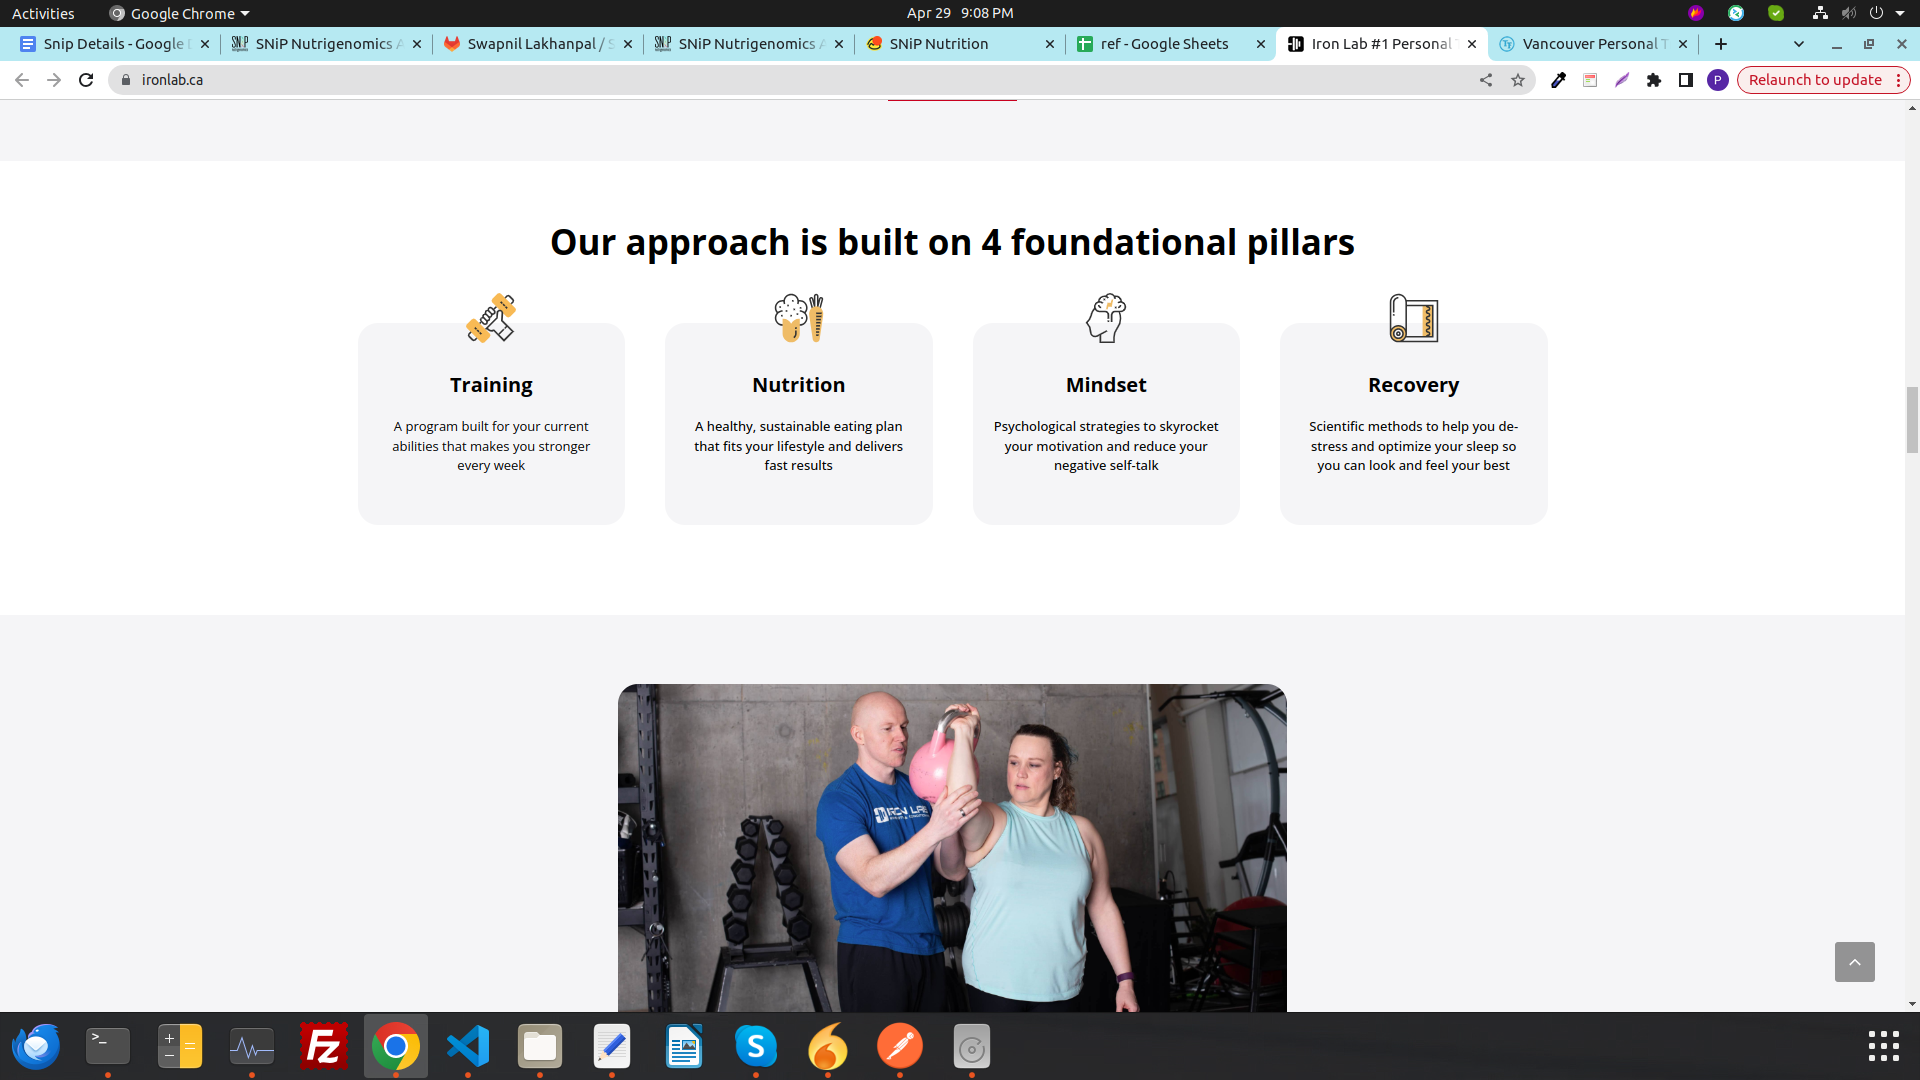 Activities
Google Chrome
Apr 29 9:08 PM
Snip Details - Google
SNiP Nutrigenomics
Swapnil Lakhanpal /
SNiP Nutrigenomics
SNiP Nutrition
ref - Google Sheets
Iron Lab #1 Personal
Vancouver Personal
ironlab.ca
P
Relaunch to update
Our approach is built on 4 foundational pillars
Training
A program built for your current
abilities that makes you stronger
every week
Nutrition
A healthy, sustainable eating plan
that fits your lifestyle and delivers
fast results
Mindset
Psychological strategies to skyrocket
your motivation and reduce your
negative self-talk
Recovery
Scientific methods to help you de-
stress and optimize your sleep so
you can look and feel your best
IRON LAB